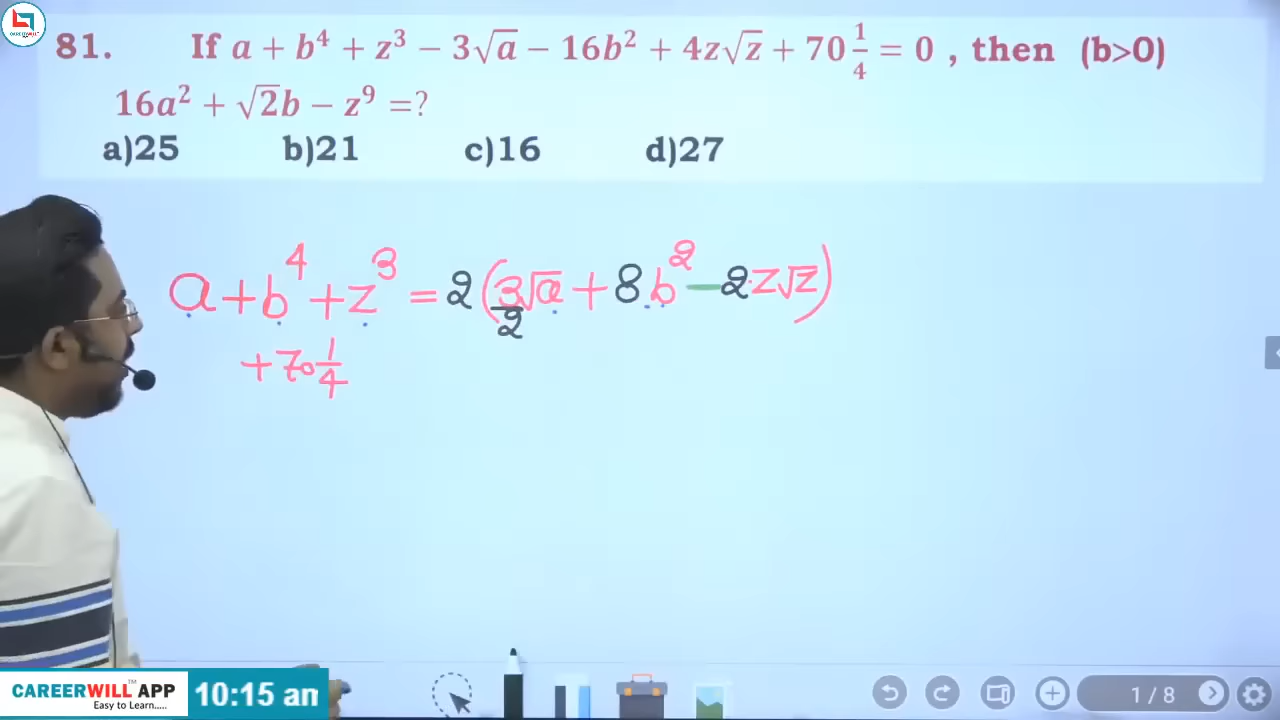 CAREERWILL
81. If a + b⁴ + z³ − 3√a − 16b² + 4z√z + 70 1/4 = 0 , then (b>0)
16a² + √2b − z⁹ =?
a)25 b)21 c)16 d)27
a + b⁴ + z³ = 2(3√a/2 + 8b² − 2z√z)
+70 1/4
CAREERWILL™ APP
Easy to Learn.....
10:15 am
1 / 8